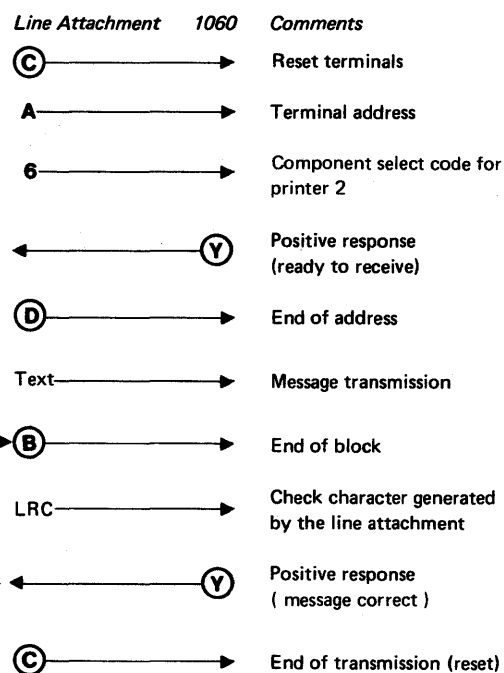 Line Attachment 1060 Comments
C Reset terminals
A Terminal address
6 Component select code for
printer 2
Y Positive response
(ready to receive)
D End of address
Text Message transmission
B End of block
LRC Check character generated
by the line attachment
Y Positive response
( message correct )
C End of transmission (reset)